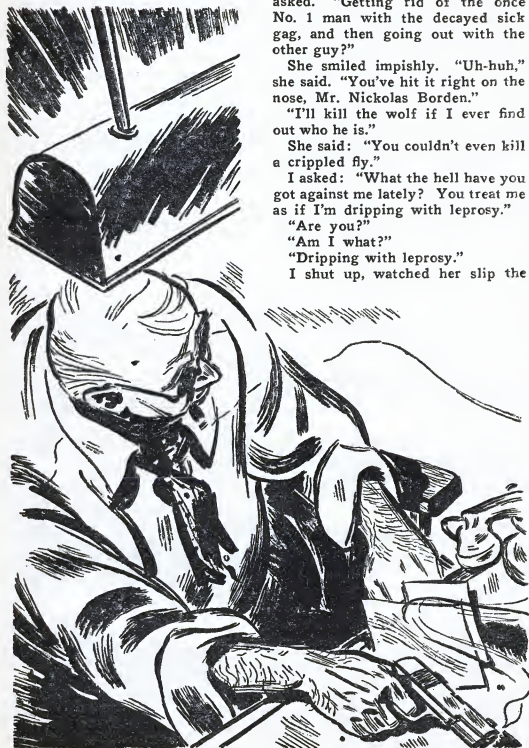 asked. "Getting rid of the once
No. 1 man with the decayed sick
gag, and then going out with the
other guy?"
She smiled impishly. "Uh-huh,"
she said. "You've hit it right on the
nose, Mr. Nickolas Borden."
"I'll kill the wolf if I ever find
out who he is."
She said: "You couldn't even kill
a crippled fly."
I asked: "What the hell have you
got against me lately? You treat me
as if I'm dripping with leprosy."
"Are you?"
"Am I what?"
"Dripping with leprosy."
I shut up, watched her slip the